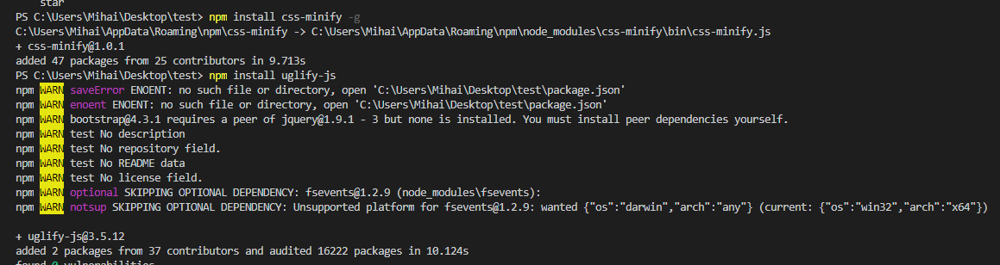 star
PS C:\Users\Mihai\Desktop\test> npm install css-minify -g
C:\Users\Mihai\AppData\Roaming\npm\css-minify -> C:\Users\Mihai\AppData\Roaming\npm\node_modules\css-minify\bin\css-minify.js
+ css-minify@1.0.1
added 47 packages from 25 contributors in 9.713s
PS C:\Users\Mihai\Desktop\test> npm install uglify-js
npm WARN saveError ENOENT: no such file or directory, open 'C:\Users\Mihai\Desktop\test\package.json'
npm WARN enoent ENOENT: no such file or directory, open 'C:\Users\Mihai\Desktop\test\package.json'
npm WARN bootstrap@4.3.1 requires a peer of jquery@1.9.1 - 3 but none is installed. You must install peer dependencies yourself.
npm WARN test No description
npm WARN test No repository field.
npm WARN test No README data
npm WARN test No license field.
npm WARN optional SKIPPING OPTIONAL DEPENDENCY: fsevents@1.2.9 (node_modules\fsevents):
npm WARN notsup SKIPPING OPTIONAL DEPENDENCY: Unsupported platform for fsevents@1.2.9: wanted {"os":"darwin","arch":"any"} (current: {"os":"win32","arch":"x64"})
+ uglify-js@3.5.12
added 2 packages from 37 contributors and audited 16222 packages in 10.124s
found 0 vulnerabilities